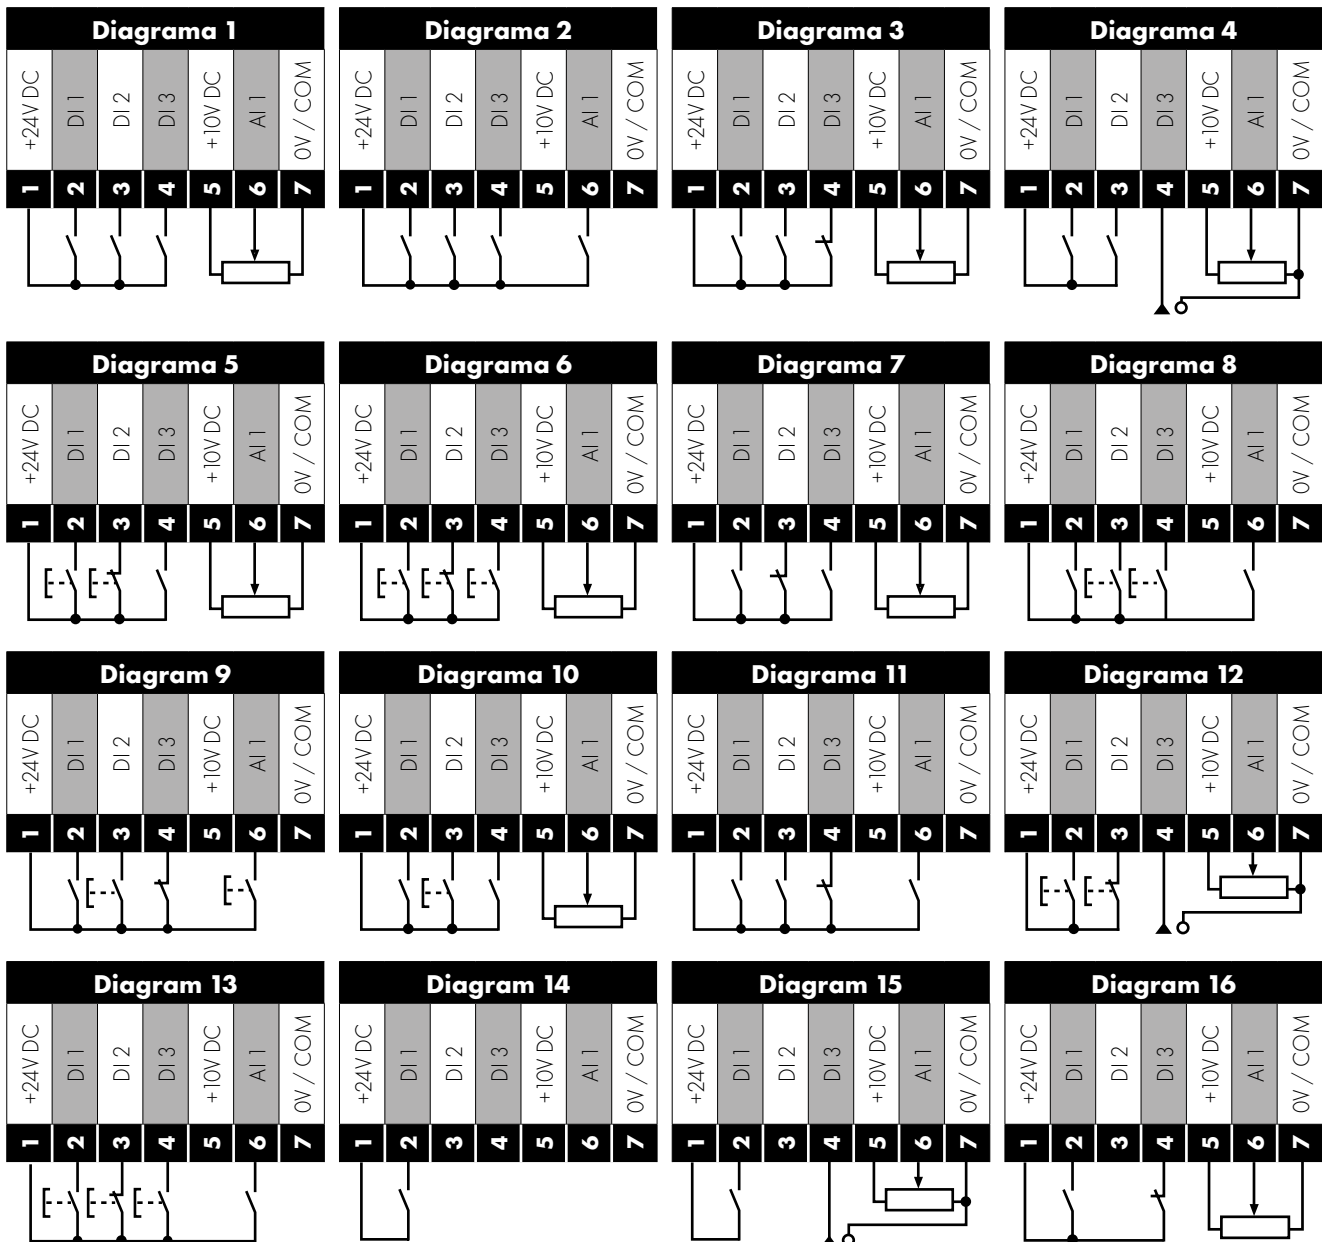 Diagrama 1
+24V DC
DI 1
DI 2
DI 3
+10V DC
AI 1
0V / COM
1 2 3 4 5 6 7
Diagrama 2
+24V DC
DI 1
DI 2
DI 3
+10V DC
AI 1
0V / COM
1 2 3 4 5 6 7
Diagrama 3
+24V DC
DI 1
DI 2
DI 3
+10V DC
AI 1
0V / COM
1 2 3 4 5 6 7
Diagrama 4
+24V DC
DI 1
DI 2
DI 3
+10V DC
AI 1
0V / COM
1 2 3 4 5 6 7
Diagrama 5
+24V DC
DI 1
DI 2
DI 3
+10V DC
AI 1
0V / COM
1 2 3 4 5 6 7
Diagrama 6
+24V DC
DI 1
DI 2
DI 3
+10V DC
AI 1
0V / COM
1 2 3 4 5 6 7
Diagrama 7
+24V DC
DI 1
DI 2
DI 3
+10V DC
AI 1
0V / COM
1 2 3 4 5 6 7
Diagrama 8
+24V DC
DI 1
DI 2
DI 3
+10V DC
AI 1
0V / COM
1 2 3 4 5 6 7
Diagram 9
+24V DC
DI 1
DI 2
DI 3
+10V DC
AI 1
0V / COM
1 2 3 4 5 6 7
Diagrama 10
+24V DC
DI 1
DI 2
DI 3
+10V DC
AI 1
0V / COM
1 2 3 4 5 6 7
Diagrama 11
+24V DC
DI 1
DI 2
DI 3
+10V DC
AI 1
0V / COM
1 2 3 4 5 6 7
Diagrama 12
+24V DC
DI 1
DI 2
DI 3
+10V DC
AI 1
0V / COM
1 2 3 4 5 6 7
Diagram 13
+24V DC
DI 1
DI 2
DI 3
+10V DC
AI 1
0V / COM
1 2 3 4 5 6 7
Diagram 14
+24V DC
DI 1
DI 2
DI 3
+10V DC
AI 1
0V / COM
1 2 3 4 5 6 7
Diagram 15
+24V DC
DI 1
DI 2
DI 3
+10V DC
AI 1
0V / COM
1 2 3 4 5 6 7
Diagram 16
+24V DC
DI 1
DI 2
DI 3
+10V DC
AI 1
0V / COM
1 2 3 4 5 6 7